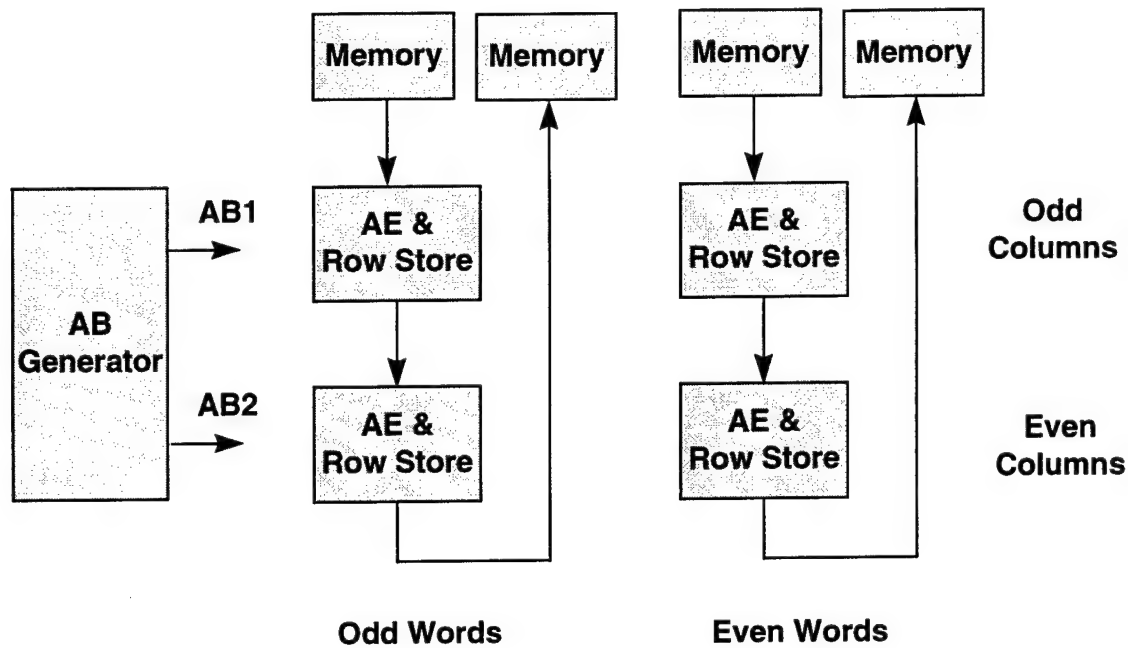 Memory
Memory
Memory
Memory
AB1
AE &
Row Store
AE &
Row Store
Odd
Columns
AB
Generator
AB2
AE &
Row Store
AE &
Row Store
Even
Columns
Odd Words
Even Words